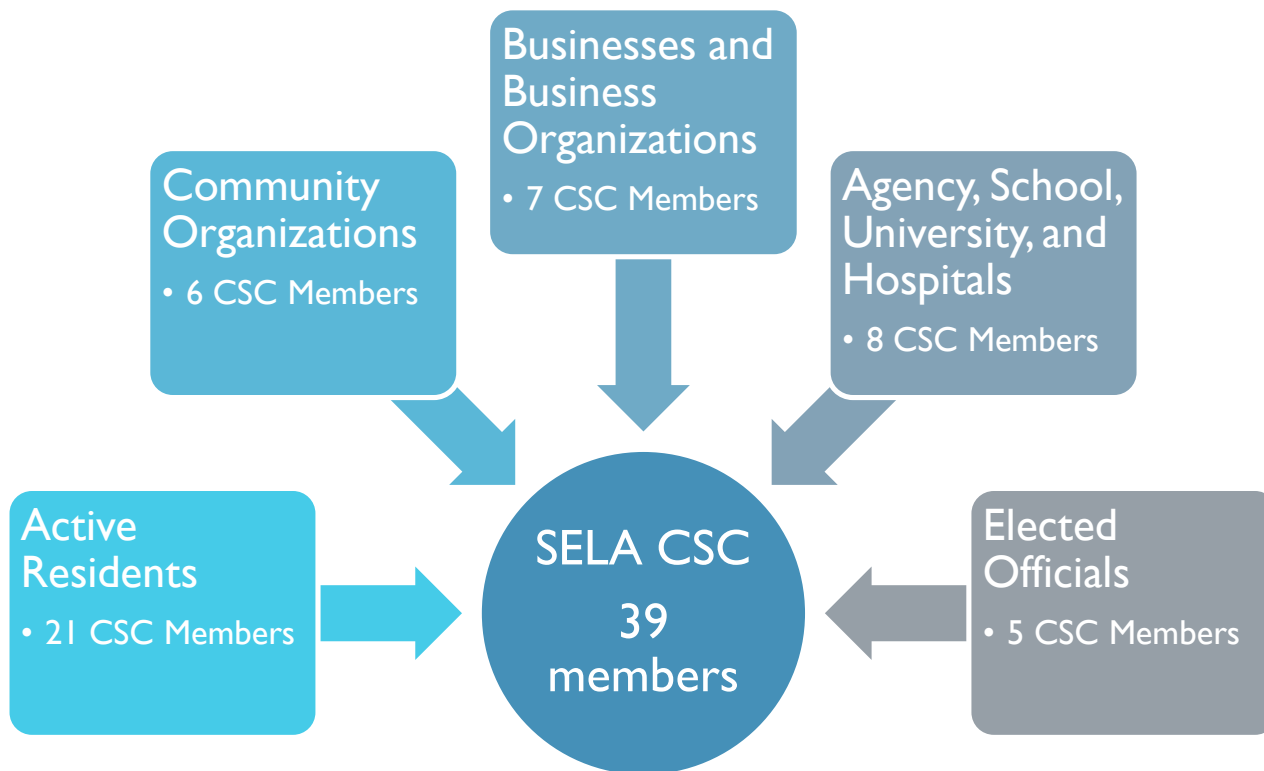 Businesses and
Business
Organizations
• 7 CSC Members
Community
Organizations
• 6 CSC Members
Agency, School,
University, and
Hospitals
• 8 CSC Members
Active
Residents
• 21 CSC Members
SELA CSC
39
members
Elected
Officials
• 5 CSC Members